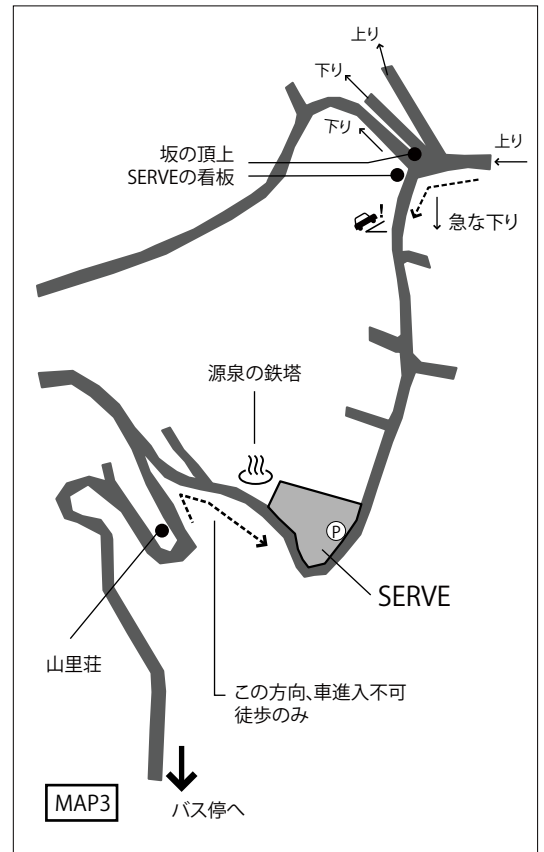 上り
下り
下り
上り
坂の頂上
SERVEの看板
!
急な下り
源泉の鉄塔
P
SERVE
山里荘
この方向、車進入不可
徒歩のみ
MAP3
バス停へ